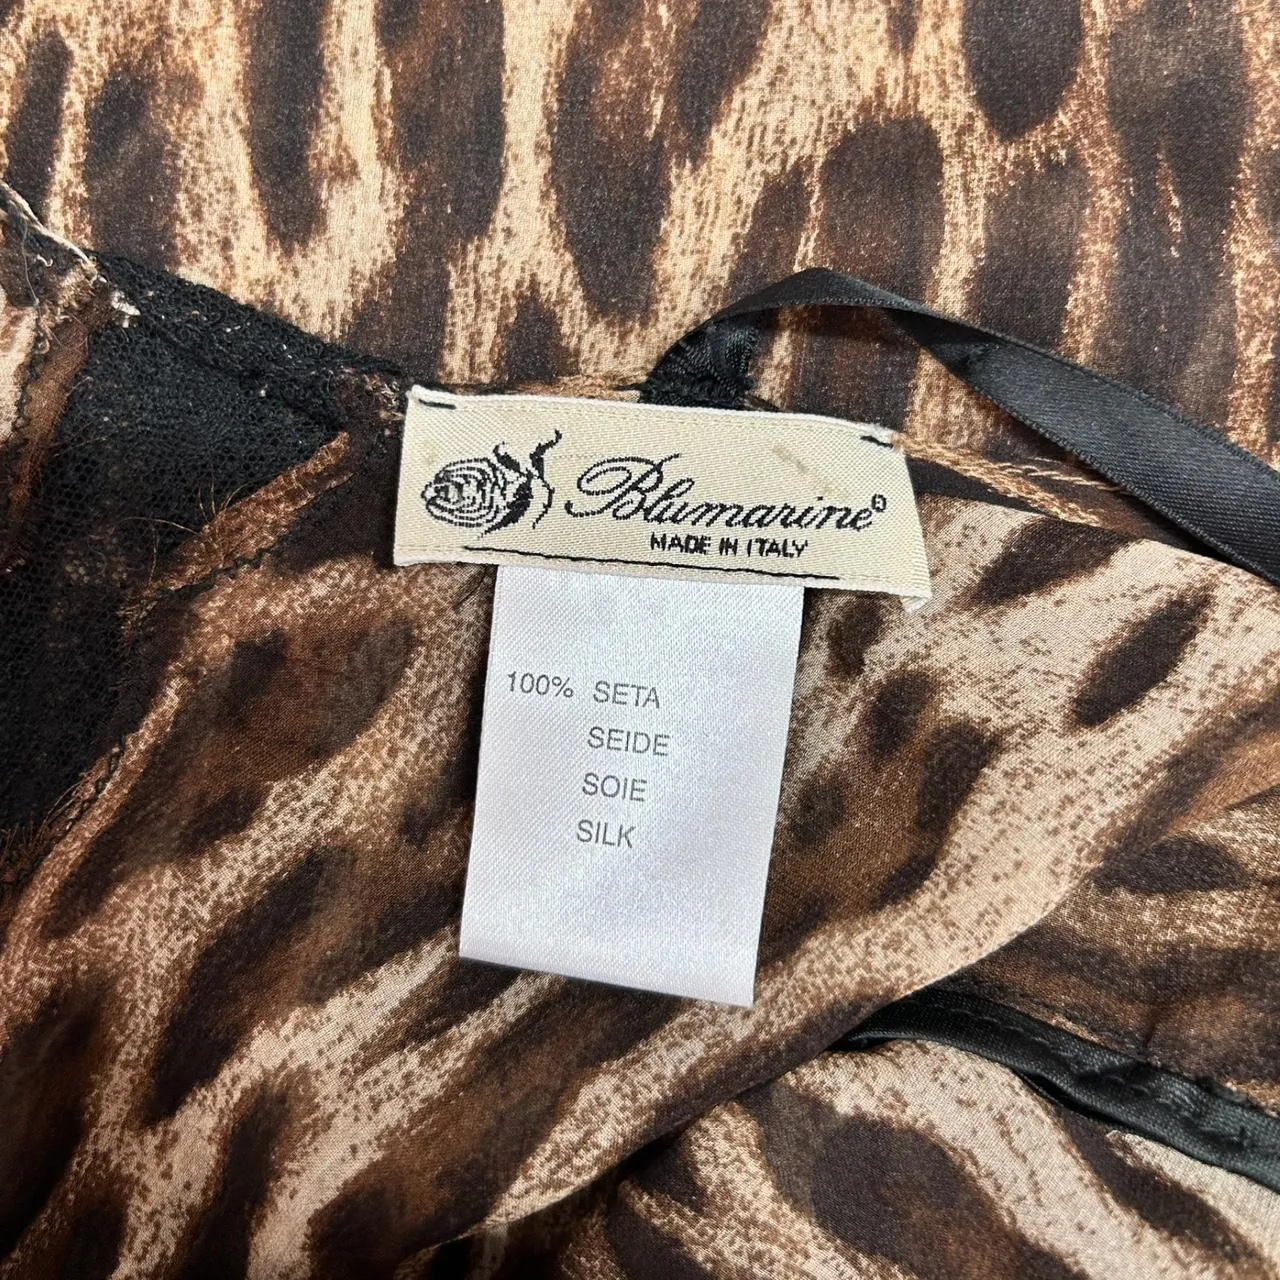 Blumarine®
MADE IN ITALY
100% SETA
SEIDE
SOIE
SILK